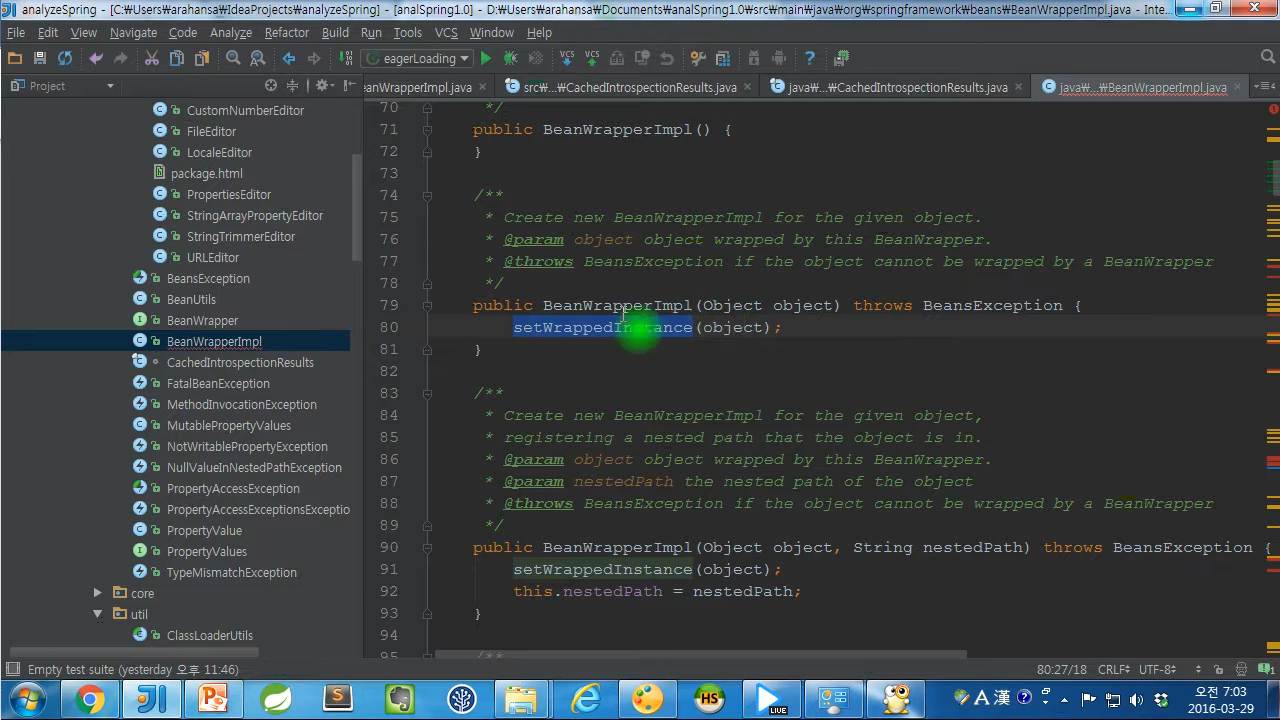 analyzeSpring - [C:\Users\arahansa\IdeaProjects\analyzeSpring] - [analSpring1.0] - D:\Users\arahansa\Documents\analSpring1.0\src\main\java\org\springframework\beans\BeanWrapperImpl.java - Inte...
File Edit View Navigate Code Analyze Refactor Build Run Tools VCS Window Help
eagerLoading
Project
eanWrapperImpl.java
src\...\CachedIntrospectionResults.java
java\...\CachedIntrospectionResults.java
java\...\BeanWrapperImpl.java
CustomNumberEditor
FileEditor
LocaleEditor
package.html
PropertiesEditor
StringArrayPropertyEditor
StringTrimmerEditor
URLEditor
BeansException
BeanUtils
BeanWrapper
BeanWrapperImpl
CachedIntrospectionResults
FatalBeanException
MethodInvocationException
MutablePropertyValues
NotWritablePropertyException
NullValueInNestedPathException
PropertyAccessException
PropertyAccessExceptionsExceptio
PropertyValue
PropertyValues
TypeMismatchException
core
util
ClassLoaderUtils
70 */
71 public BeanWrapperImpl() {
72 }
73
74 /**
75 * Create new BeanWrapperImpl for the given object.
76 * @param object object wrapped by this BeanWrapper.
77 * @throws BeansException if the object cannot be wrapped by a BeanWrapper
78 */
79 public BeanWrapperImpl(Object object) throws BeansException {
80 setWrappedInstance(object);
81 }
82
83 /**
84 * Create new BeanWrapperImpl for the given object,
85 * registering a nested path that the object is in.
86 * @param object object wrapped by this BeanWrapper.
87 * @param nestedPath the nested path of the object
88 * @throws BeansException if the object cannot be wrapped by a BeanWrapper
89 */
90 public BeanWrapperImpl(Object object, String nestedPath) throws BeansException {
91 setWrappedInstance(object);
92 this.nestedPath = nestedPath;
93 }
94
95 /**
Empty test suite (yesterday 오후 11:46)
80:27/18 CRLF UTF-8
LIVE
A 漢
오전 7:03
2016-03-29